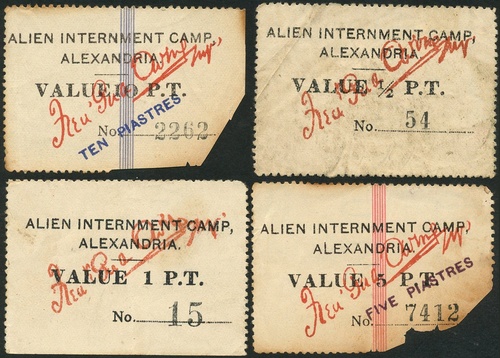 ALIEN INTERNMENT CAMP,
ALEXANDRIA.
VALUE 10 P.T.
TEN PIASTRES
No. 2262
ALIEN INTERNMENT CAMP,
ALEXANDRIA.
VALUE ½ P.T.
No. 54
ALIEN INTERNMENT CAMP,
ALEXANDRIA.
VALUE 1 P.T.
No. 15
ALIEN INTERNMENT CAMP,
ALEXANDRIA.
VALUE 5 P.T.
FIVE PIASTRES
No. 7412